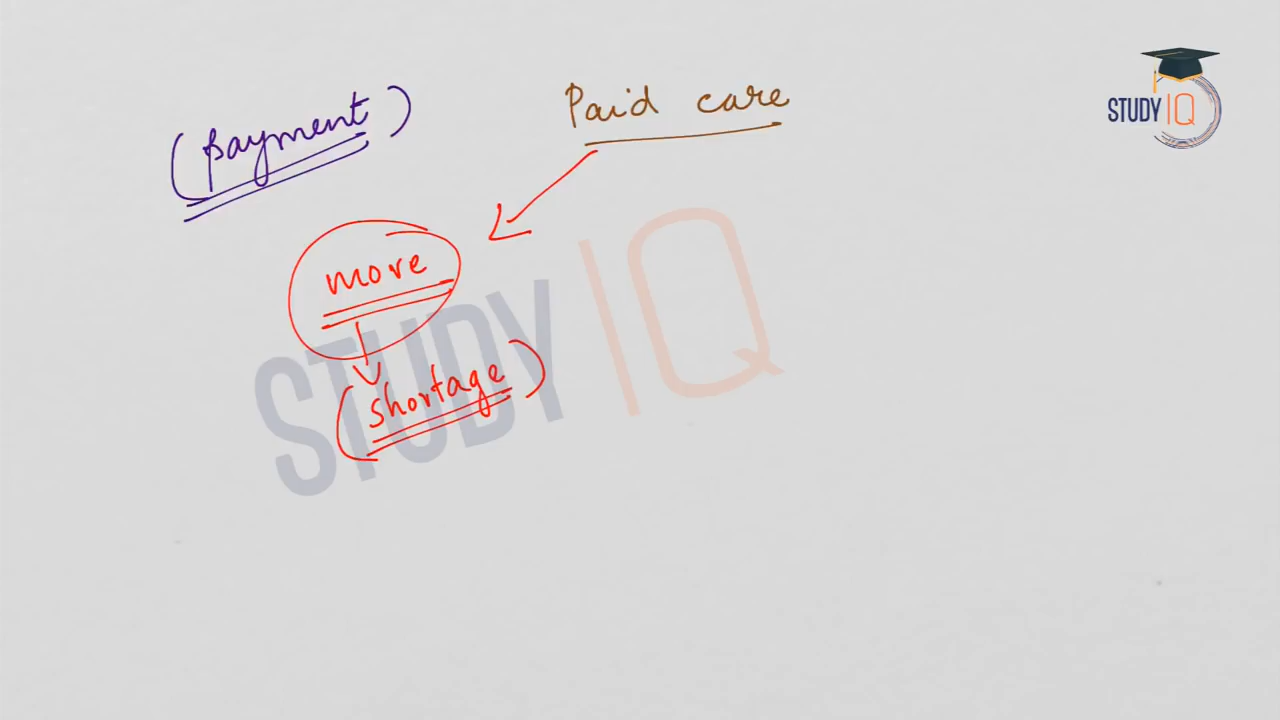 (payment)
Paid care
more
(shortage)
STUDY IQ
STUDY IQ